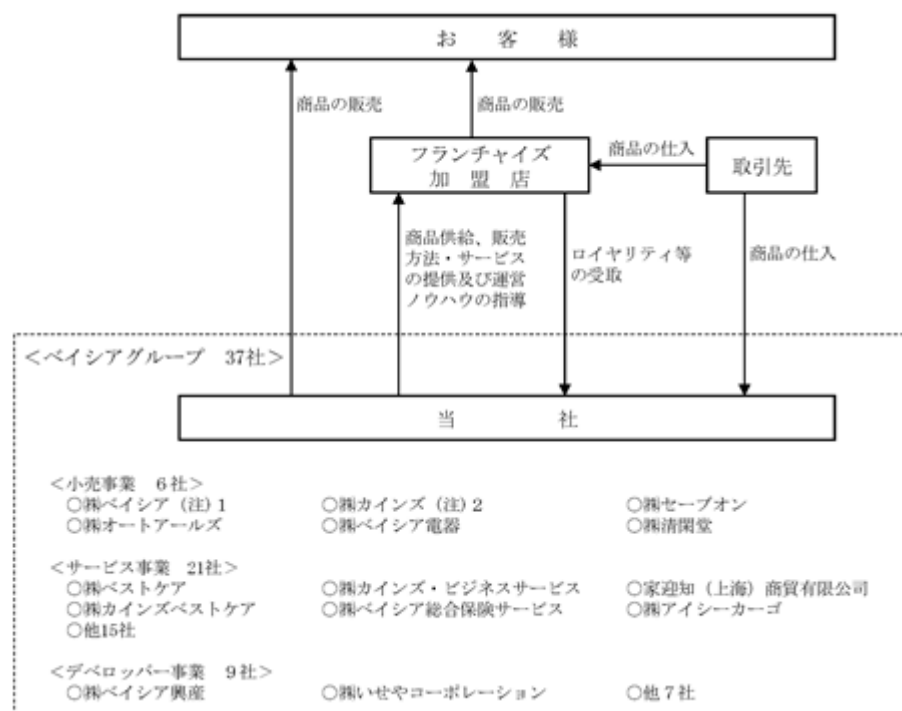 お 客 様
商品の販売
商品の販売
フランチャイズ
加 盟 店
商品の仕入
取引先
商品供給、販売
方法・サービス
の提供及び運営
ノウハウの指導
ロイヤリティ等
の受取
商品の仕入
＜ベイシアグループ 37社＞
当 社
＜小売事業 6社＞
○㈱ベイシア（注）1 ○㈱カインズ（注）2 ○㈱セーブオン
○㈱オートアールズ ○㈱ベイシア電器 ○㈱清閑堂
＜サービス事業 21社＞
○㈱ベストケア ○㈱カインズ・ビジネスサービス ○家迎知（上海）商貿有限公司
○㈱カインズベストケア ○㈱ベイシア総合保険サービス ○㈱アイシーカーゴ
○他15社
＜デベロッパー事業 9社＞
○㈱ベイシア興産 ○㈱いせやコーポレーション ○他７社